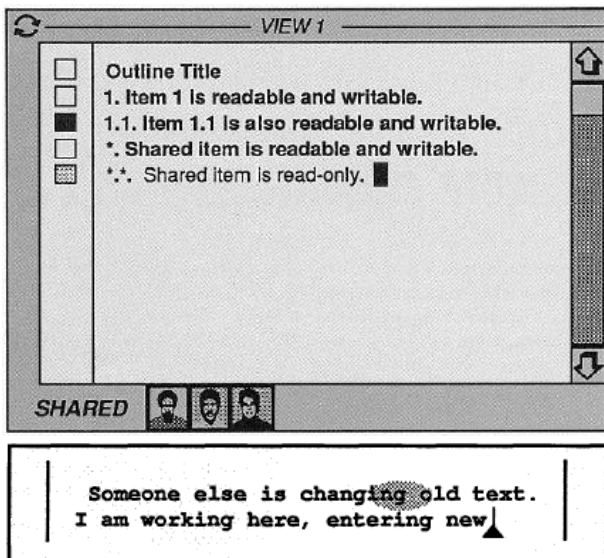 VIEW 1
Outline Title
1. Item 1 is readable and writable.
1.1. Item 1.1 is also readable and writable.
*. Shared item is readable and writable.
*.*. Shared item is read-only.
SHARED
Someone else is changing old text.
I am working here, entering new